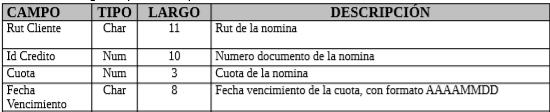 CAMPO TIPO LARGO DESCRIPCIÓN
Rut Cliente Char 11 Rut de la nomina
Id Credito Num 10 Numero documento de la nomina
Cuota Num 3 Cuota de la nomina
Fecha Char 8 Fecha vencimiento de la cuota, con formato AAAAMMDD
Vencimiento